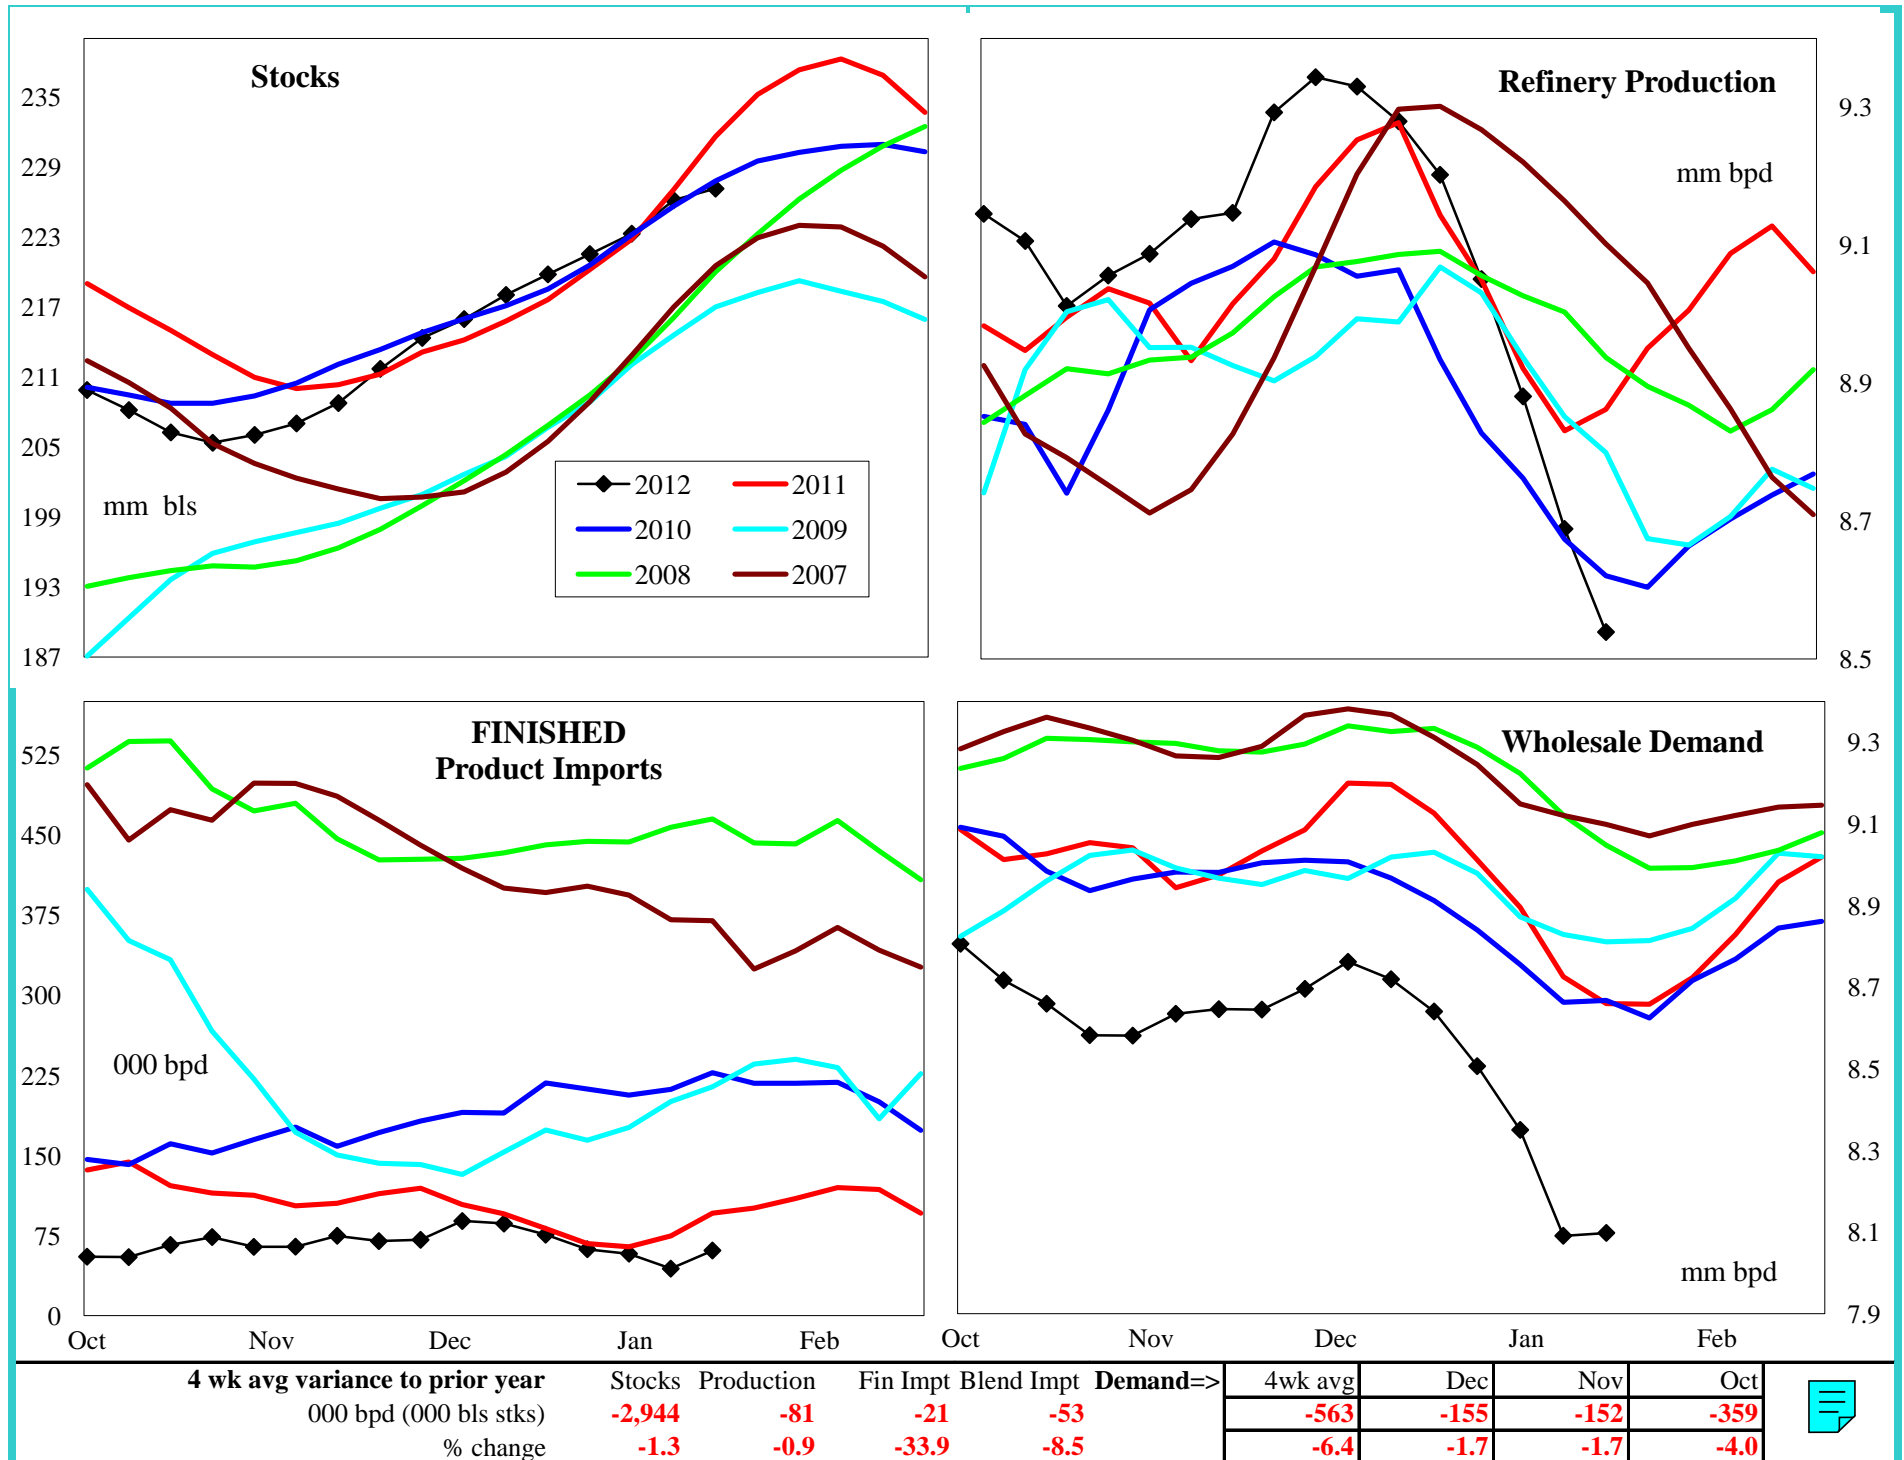 Stocks
235
229
223
217
211
205
199
193
187
mm bls
2012 2011
2010 2009
2008 2007
Refinery Production
mm bpd
9.3
9.1
8.9
8.7
8.5
FINISHED
Product Imports
525
450
375
300
225
150
75
0
000 bpd
Oct Nov Dec Jan Feb
Wholesale Demand
9.3
9.1
8.9
8.7
8.5
8.3
8.1
7.9
mm bpd
Oct Nov Dec Jan Feb
4 wk avg variance to prior year Stocks Production Fin Impt Blend Impt Demand=> 4wk avg Dec Nov Oct
000 bpd (000 bls stks) -2,944 -81 -21 -53 -563 -155 -152 -359
% change -1.3 -0.9 -33.9 -8.5 -6.4 -1.7 -1.7 -4.0